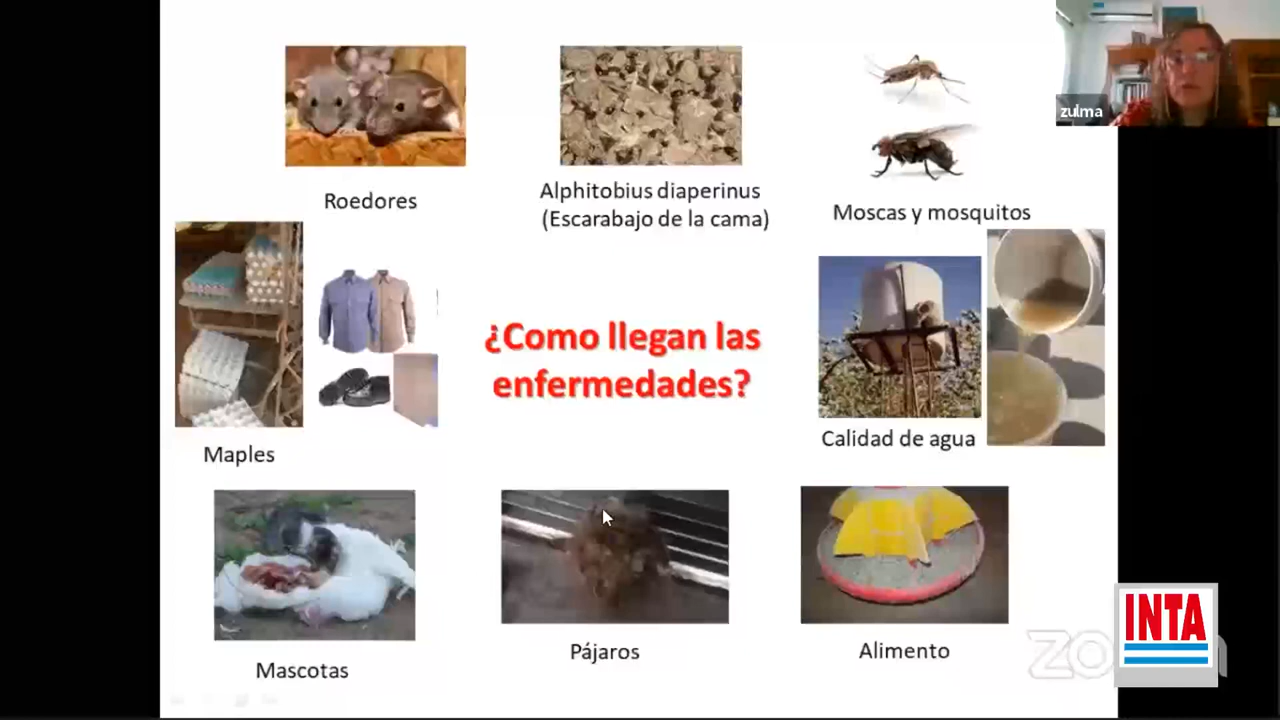 zulma
Roedores
Alphitobius diaperinus
(Escarabajo de la cama)
Moscas y mosquitos
¿Como llegan las
enfermedades?
Maples
Calidad de agua
Mascotas
Pájaros
Alimento
INTA